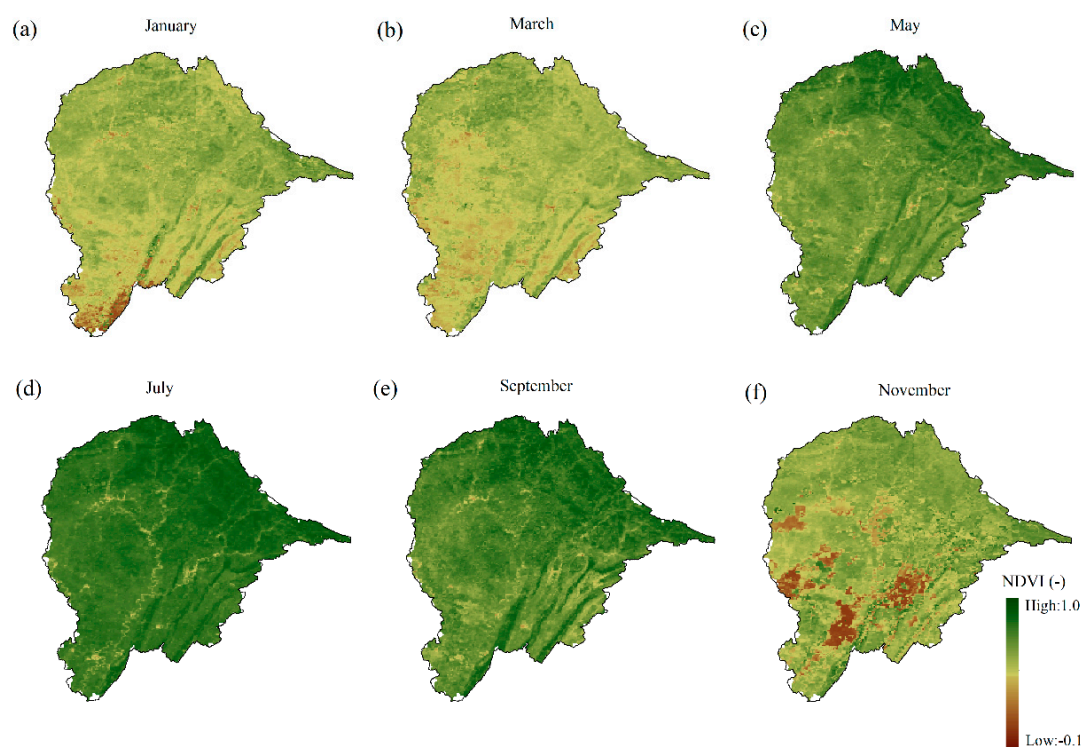 (a) January
(b) March
(c) May
(d) July
(e) September
(f) November
NDVI (-)
High:1.0
Low:-0.1